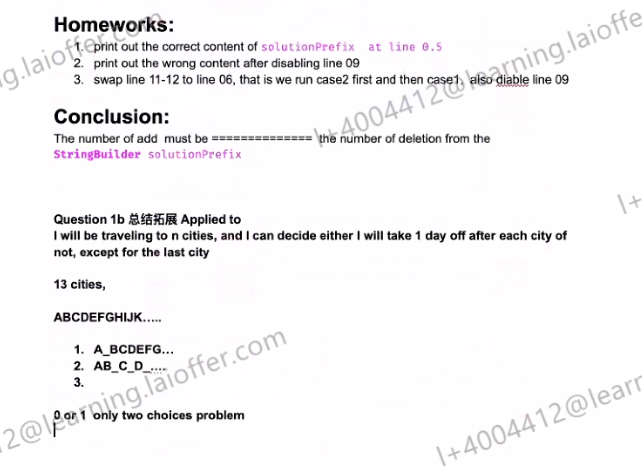 Homeworks:
1. print out the correct content of solutionPrefix at line 0.5
2. print out the wrong content after disabling line 09
3. swap line 11-12 to line 06, that is we run case2 first and then case1, also diable line 09
Conclusion:
The number of add must be ============== the number of deletion from the
StringBuilder solutionPrefix
Question 1b 总结拓展 Applied to
I will be traveling to n cities, and I can decide either I will take 1 day off after each city of
not, except for the last city
13 cities,
ABCDEFGHIJK.....
1. A_BCDEFG...
2. AB_C_D_....
3.
0 or 1 only two choices problem
g.laioffer.com
l+4004412@learning.laioffe
l+
12@learning.laioffer.com
l+4004412@learn